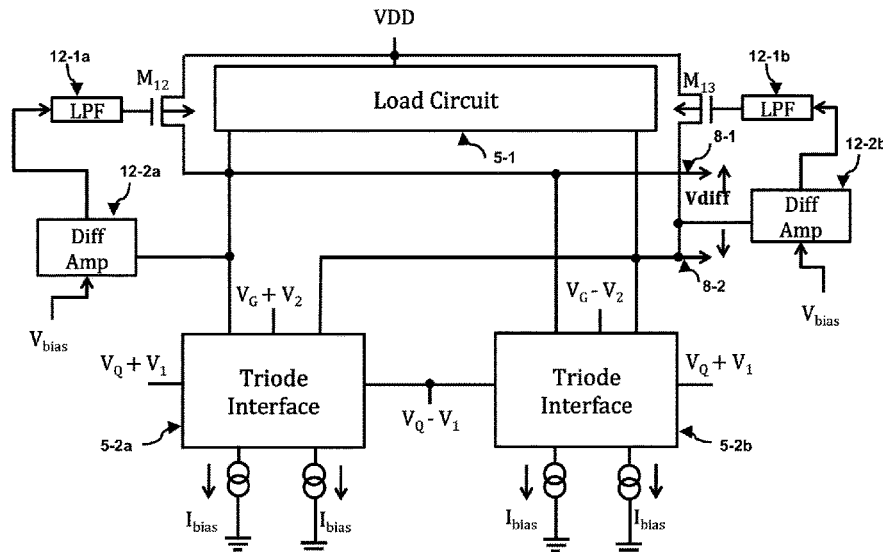 VDD
12-1a
12-1b
M12
M13
LPF
Load Circuit
LPF
5-1
8-1
12-2a
12-2b
Vdiff
Diff
Amp
Diff
Amp
8-2
VG + V2
VG - V2
Vbias
Vbias
VQ + V1
VQ + V1
Triode
Interface
Triode
Interface
VQ - V1
5-2a
5-2b
Ibias
Ibias
Ibias
Ibias